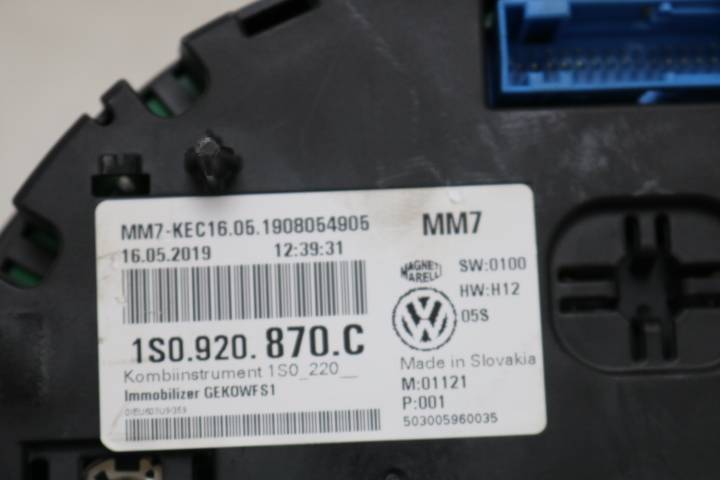 MM7-KEC16.05.1908054905 MM7
16.05.2019 12:39:31
MAGNETI MARELLI
SW:0100
HW:H12
05S
1S0.920.870.C
Kombiinstrument 1S0_220__
Immobilizer GEKOWFS1
Made in Slovakia
M:01121
P:001
503005960035